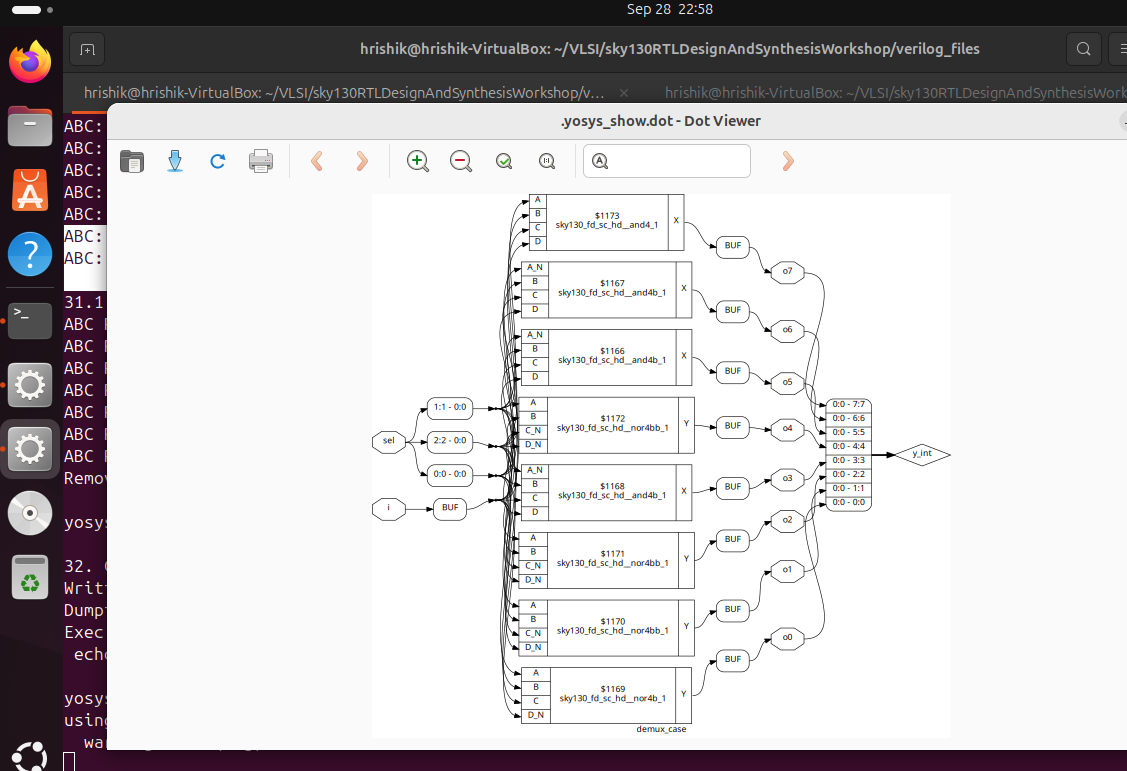 Sep 28 22:58
hrishik@hrishik-VirtualBox: ~/VLSI/sky130RTLDesignAndSynthesisWorkshop/verilog_files
hrishik@hrishik-VirtualBox: ~/VLSI/sky130RTLDesignAndSynthesisWorkshop/v... × hrishik@hrishik-VirtualBox: ~/VLSI/sky130RTLDesignAndSynthesisWork
.yosys_show.dot - Dot Viewer
ABC:
ABC:
ABC:
ABC:
ABC:
ABC:
ABC:
31.1
ABC
ABC
ABC
ABC
ABC
ABC
ABC
Remov
yosys
32.
Writt
Dump
Exec
echo
yosys
using
wa
A
B
C
D
$1173
sky130_fd_sc_hd__and4_1
X
BUF
o7
A_N
B
C
D
$1167
sky130_fd_sc_hd__and4b_1
X
BUF
o6
A_N
B
C
D
$1166
sky130_fd_sc_hd__and4b_1
X
BUF
o5
A
B
C_N
D_N
$1172
sky130_fd_sc_hd__nor4bb_1
Y
BUF
o4
A_N
B
C
D
$1168
sky130_fd_sc_hd__and4b_1
X
BUF
o3
A
B
C_N
D_N
$1171
sky130_fd_sc_hd__nor4bb_1
Y
BUF
o2
A
B
C_N
D_N
$1170
sky130_fd_sc_hd__nor4bb_1
Y
BUF
o1
A
B
C
D_N
$1169
sky130_fd_sc_hd__nor4b_1
Y
BUF
o0
sel
1:1 - 0:0
2:2 - 0:0
0:0 - 0:0
i
BUF
0:0 - 7:7
0:0 - 6:6
0:0 - 5:5
0:0 - 4:4
0:0 - 3:3
0:0 - 2:2
0:0 - 1:1
0:0 - 0:0
y_int
demux_case